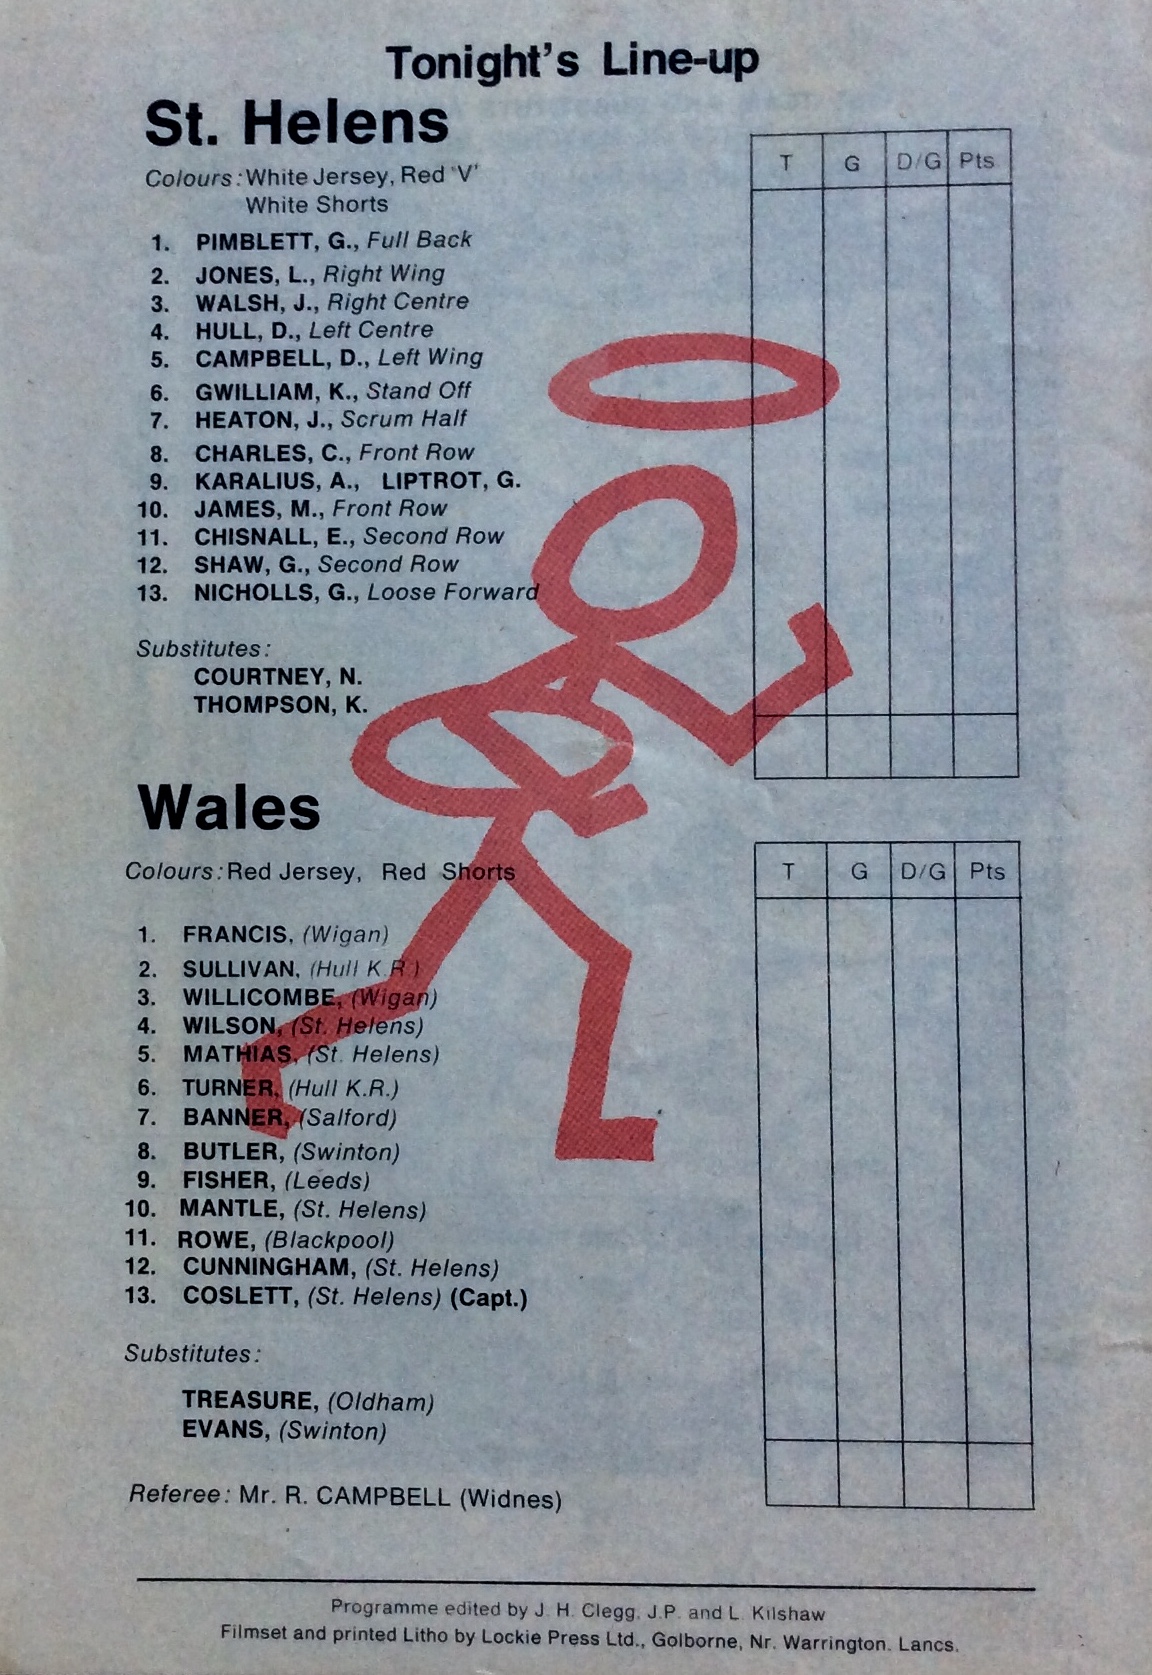 Tonight's Line-up
St. Helens
Colours: White Jersey, Red 'V'
White Shorts
T G D/G Pts
1. PIMBLETT, G., Full Back
2. JONES, L., Right Wing
3. WALSH, J., Right Centre
4. HULL, D., Left Centre
5. CAMPBELL, D., Left Wing
6. GWILLIAM, K., Stand Off
7. HEATON, J., Scrum Half
8. CHARLES, C., Front Row
9. KARALIUS, A., LIPTROT, G.
10. JAMES, M., Front Row
11. CHISNALL, E., Second Row
12. SHAW, G., Second Row
13. NICHOLLS, G., Loose Forward
Substitutes:
COURTNEY, N.
THOMPSON, K.
Wales
Colours: Red Jersey, Red Shorts
T G D/G Pts
1. FRANCIS, (Wigan)
2. SULLIVAN, (Hull K.R.)
3. WILLICOMBE, (Wigan)
4. WILSON, (St. Helens)
5. MATHIAS, (St. Helens)
6. TURNER, (Hull K.R.)
7. BANNER, (Salford)
8. BUTLER, (Swinton)
9. FISHER, (Leeds)
10. MANTLE, (St. Helens)
11. ROWE, (Blackpool)
12. CUNNINGHAM, (St. Helens)
13. COSLETT, (St. Helens) (Capt.)
Substitutes:
TREASURE, (Oldham)
EVANS, (Swinton)
Referee: Mr. R. CAMPBELL (Widnes)
Programme edited by J. H. Clegg, J.P. and L. Kilshaw
Filmset and printed Litho by Lockie Press Ltd., Golborne, Nr. Warrington. Lancs.